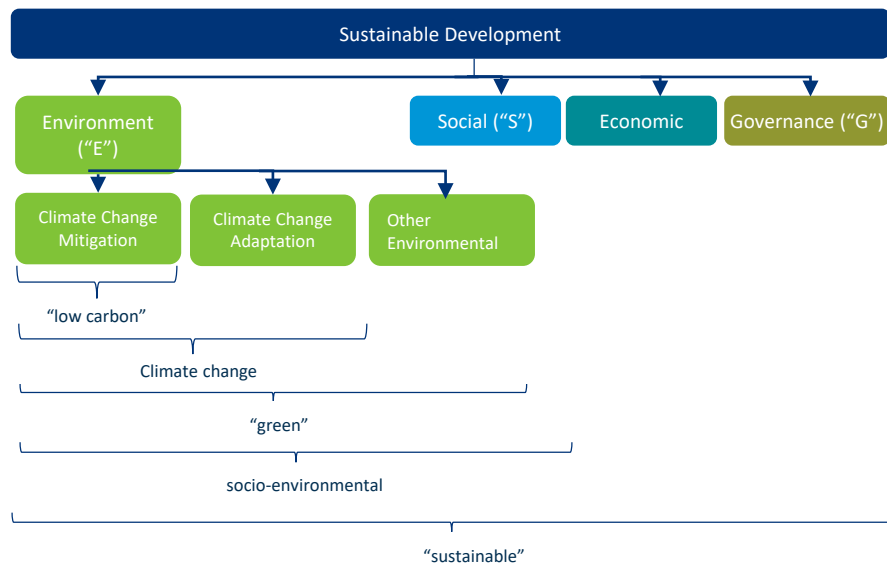 Sustainable Development
Environment
(“E”)
Social (“S”)
Economic
Governance (“G”)
Climate Change
Mitigation
Climate Change
Adaptation
Other
Environmental
“low carbon”
Climate change
“green”
socio-environmental
“sustainable”